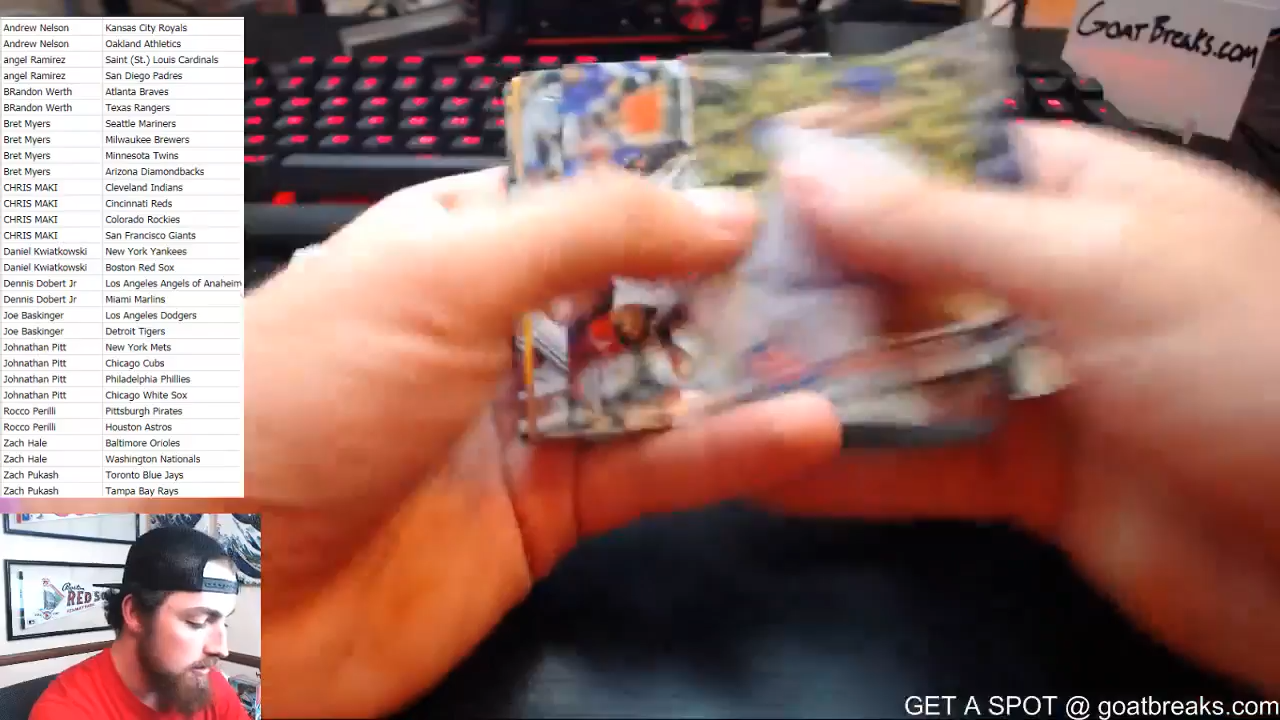 Andrew Nelson Kansas City Royals
Andrew Nelson Oakland Athletics
angel Ramirez Saint (St.) Louis Cardinals
angel Ramirez San Diego Padres
BRandon Werth Atlanta Braves
BRandon Werth Texas Rangers
Bret Myers Seattle Mariners
Bret Myers Milwaukee Brewers
Bret Myers Minnesota Twins
Bret Myers Arizona Diamondbacks
CHRIS MAKI Cleveland Indians
CHRIS MAKI Cincinnati Reds
CHRIS MAKI Colorado Rockies
CHRIS MAKI San Francisco Giants
Daniel Kwiatkowski New York Yankees
Daniel Kwiatkowski Boston Red Sox
Dennis Dobert Jr Los Angeles Angels of Anaheim
Dennis Dobert Jr Miami Marlins
Joe Baskinger Los Angeles Dodgers
Joe Baskinger Detroit Tigers
Johnathan Pitt New York Mets
Johnathan Pitt Chicago Cubs
Johnathan Pitt Philadelphia Phillies
Johnathan Pitt Chicago White Sox
Rocco Perilli Pittsburgh Pirates
Rocco Perilli Houston Astros
Zach Hale Baltimore Orioles
Zach Hale Washington Nationals
Zach Pukash Toronto Blue Jays
Zach Pukash Tampa Bay Rays
GOATBREAKS.COM
Boston
RED SO
GET A SPOT @ goatbreaks.com